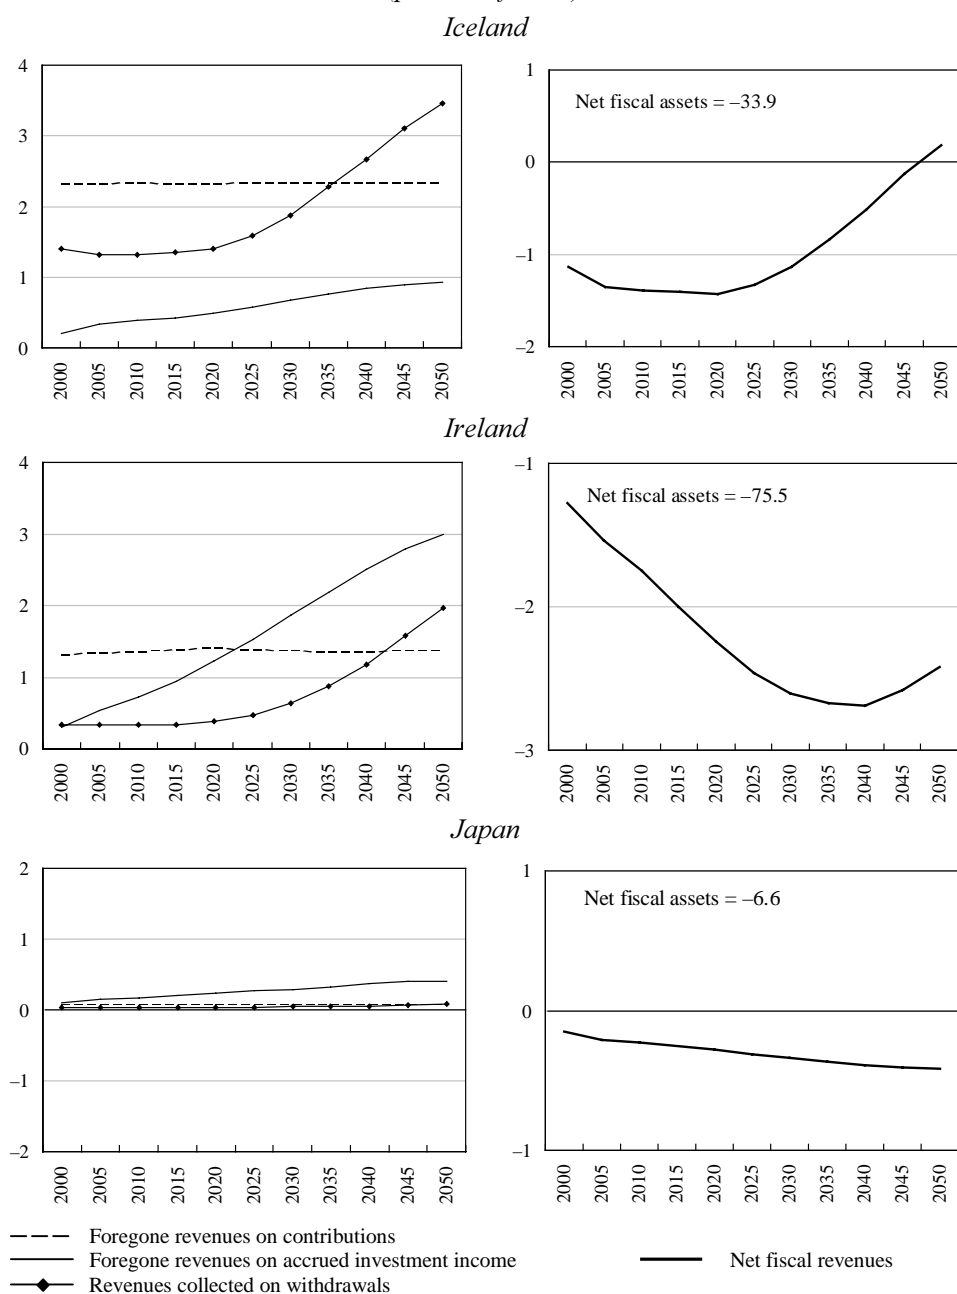 Iceland
4
3
2
1
0
2000 2005 2010 2015 2020 2025 2030 2035 2040 2045 2050
1
0
–1
–2
Net fiscal assets = –33.9
2000 2005 2010 2015 2020 2025 2030 2035 2040 2045 2050
Ireland
4
3
2
1
0
2000 2005 2010 2015 2020 2025 2030 2035 2040 2045 2050
–1
–2
–3
Net fiscal assets = –75.5
2000 2005 2010 2015 2020 2025 2030 2035 2040 2045 2050
Japan
2
1
0
–1
–2
2000 2005 2010 2015 2020 2025 2030 2035 2040 2045 2050
1
0
–1
Net fiscal assets = –6.6
2000 2005 2010 2015 2020 2025 2030 2035 2040 2045 2050
Foregone revenues on contributions
Foregone revenues on accrued investment income
Revenues collected on withdrawals
Net fiscal revenues